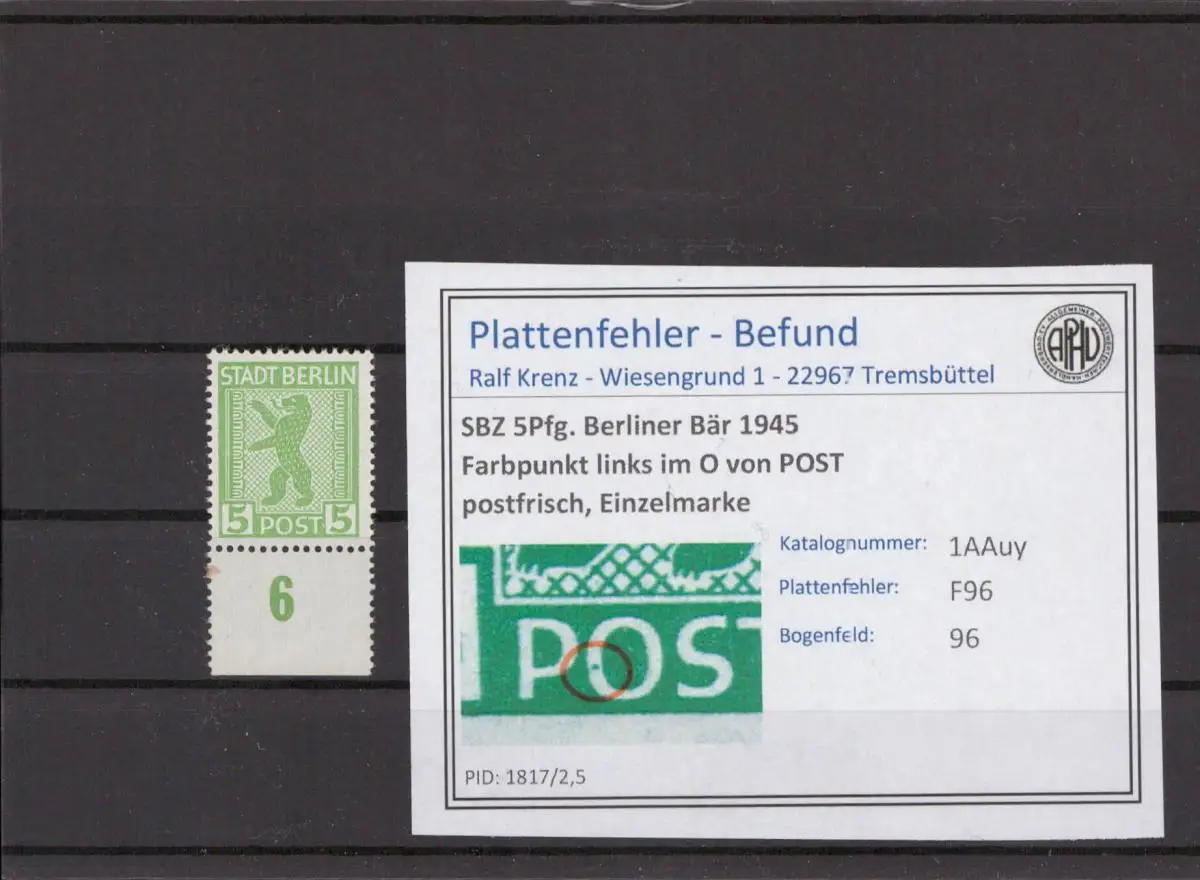 STADT BERLIN
5 POST 5
6
Plattenfehler - Befund
Ralf Krenz - Wiesengrund 1 - 22967 Tremsbüttel
APHV
SBZ 5Pfg. Berliner Bär 1945
Farbpunkt links im O von POST
postfrisch, Einzelmarke
POST
Katalognummer: 1AAuy
Plattenfehler: F96
Bogenfeld: 96
PID: 1817/2,5